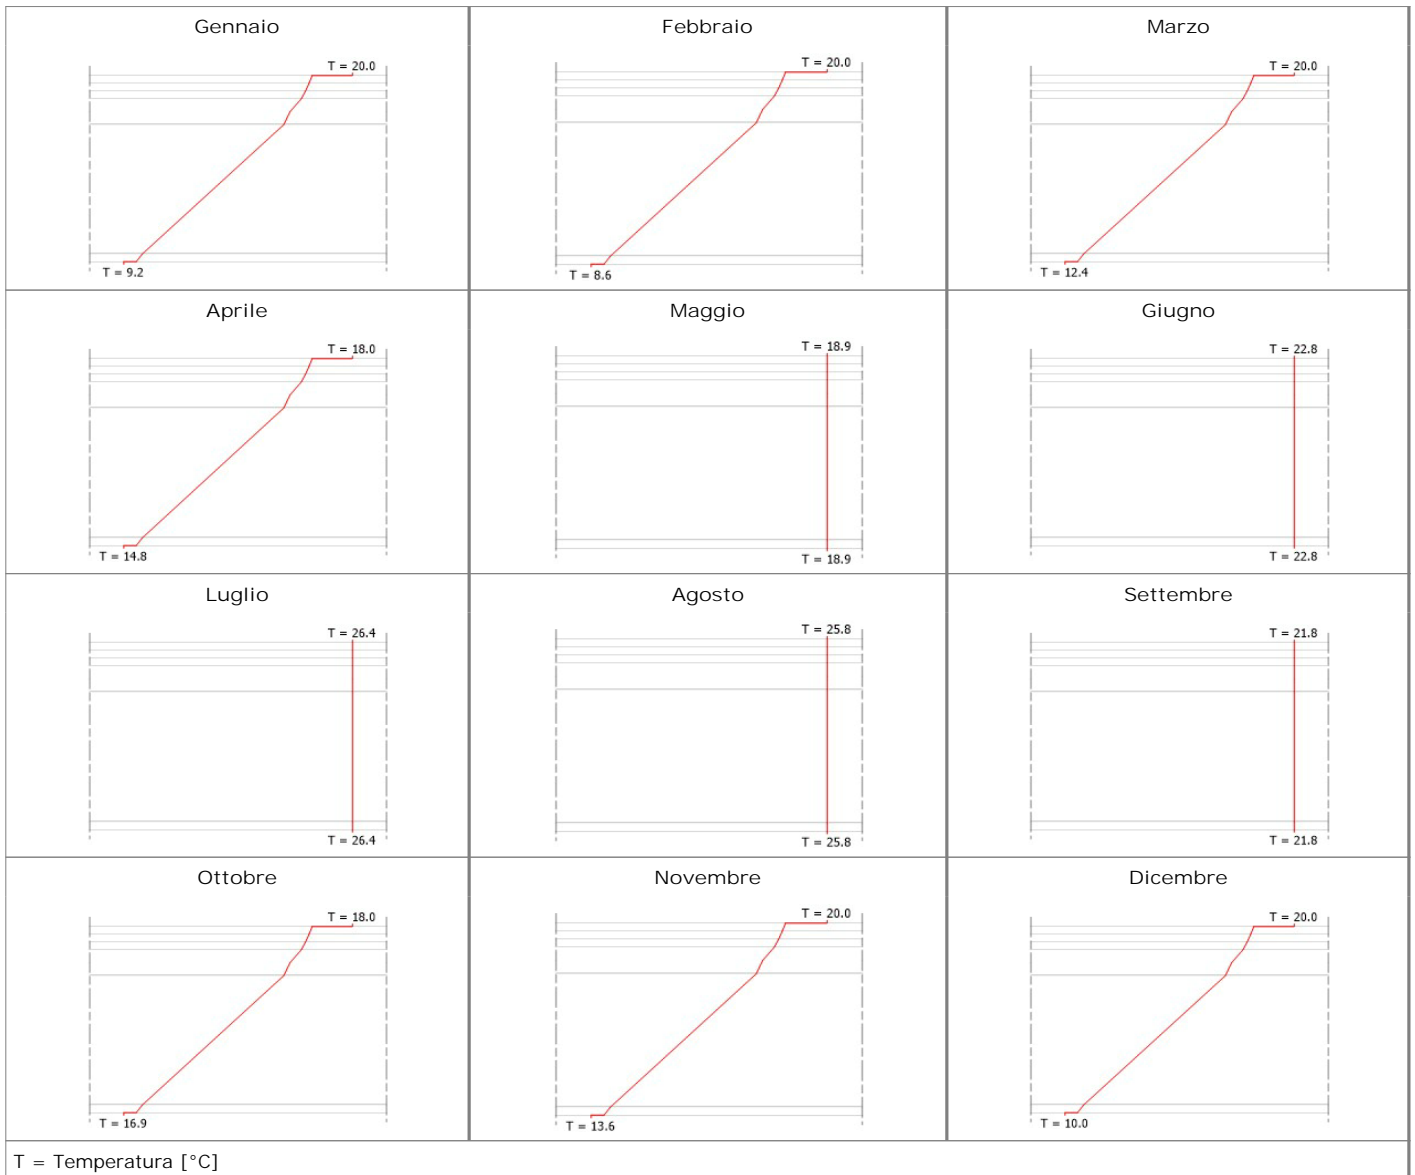 Gennaio
T = 20.0
T = 9.2
Febbraio
T = 20.0
T = 8.6
Marzo
T = 20.0
T = 12.4
Aprile
T = 18.0
T = 14.8
Maggio
T = 18.9
T = 18.9
Giugno
T = 22.8
T = 22.8
Luglio
T = 26.4
T = 26.4
Agosto
T = 25.8
T = 25.8
Settembre
T = 21.8
T = 21.8
Ottobre
T = 18.0
T = 16.9
Novembre
T = 20.0
T = 13.6
Dicembre
T = 20.0
T = 10.0
T = Temperatura [°C]